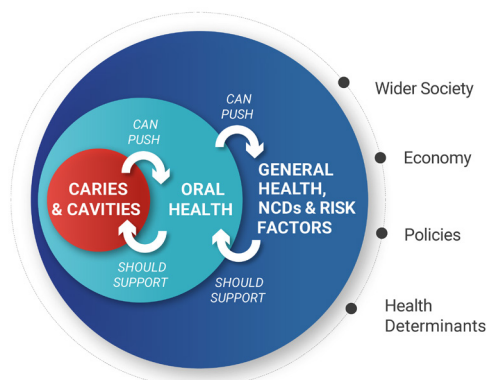 CAN
PUSH
CAN
PUSH
CARIES
& CAVITIES
ORAL
HEALTH
GENERAL
HEALTH,
NCDs & RISK
FACTORS
SHOULD
SUPPORT
SHOULD
SUPPORT
Wider Society
Economy
Policies
Health
Determinants